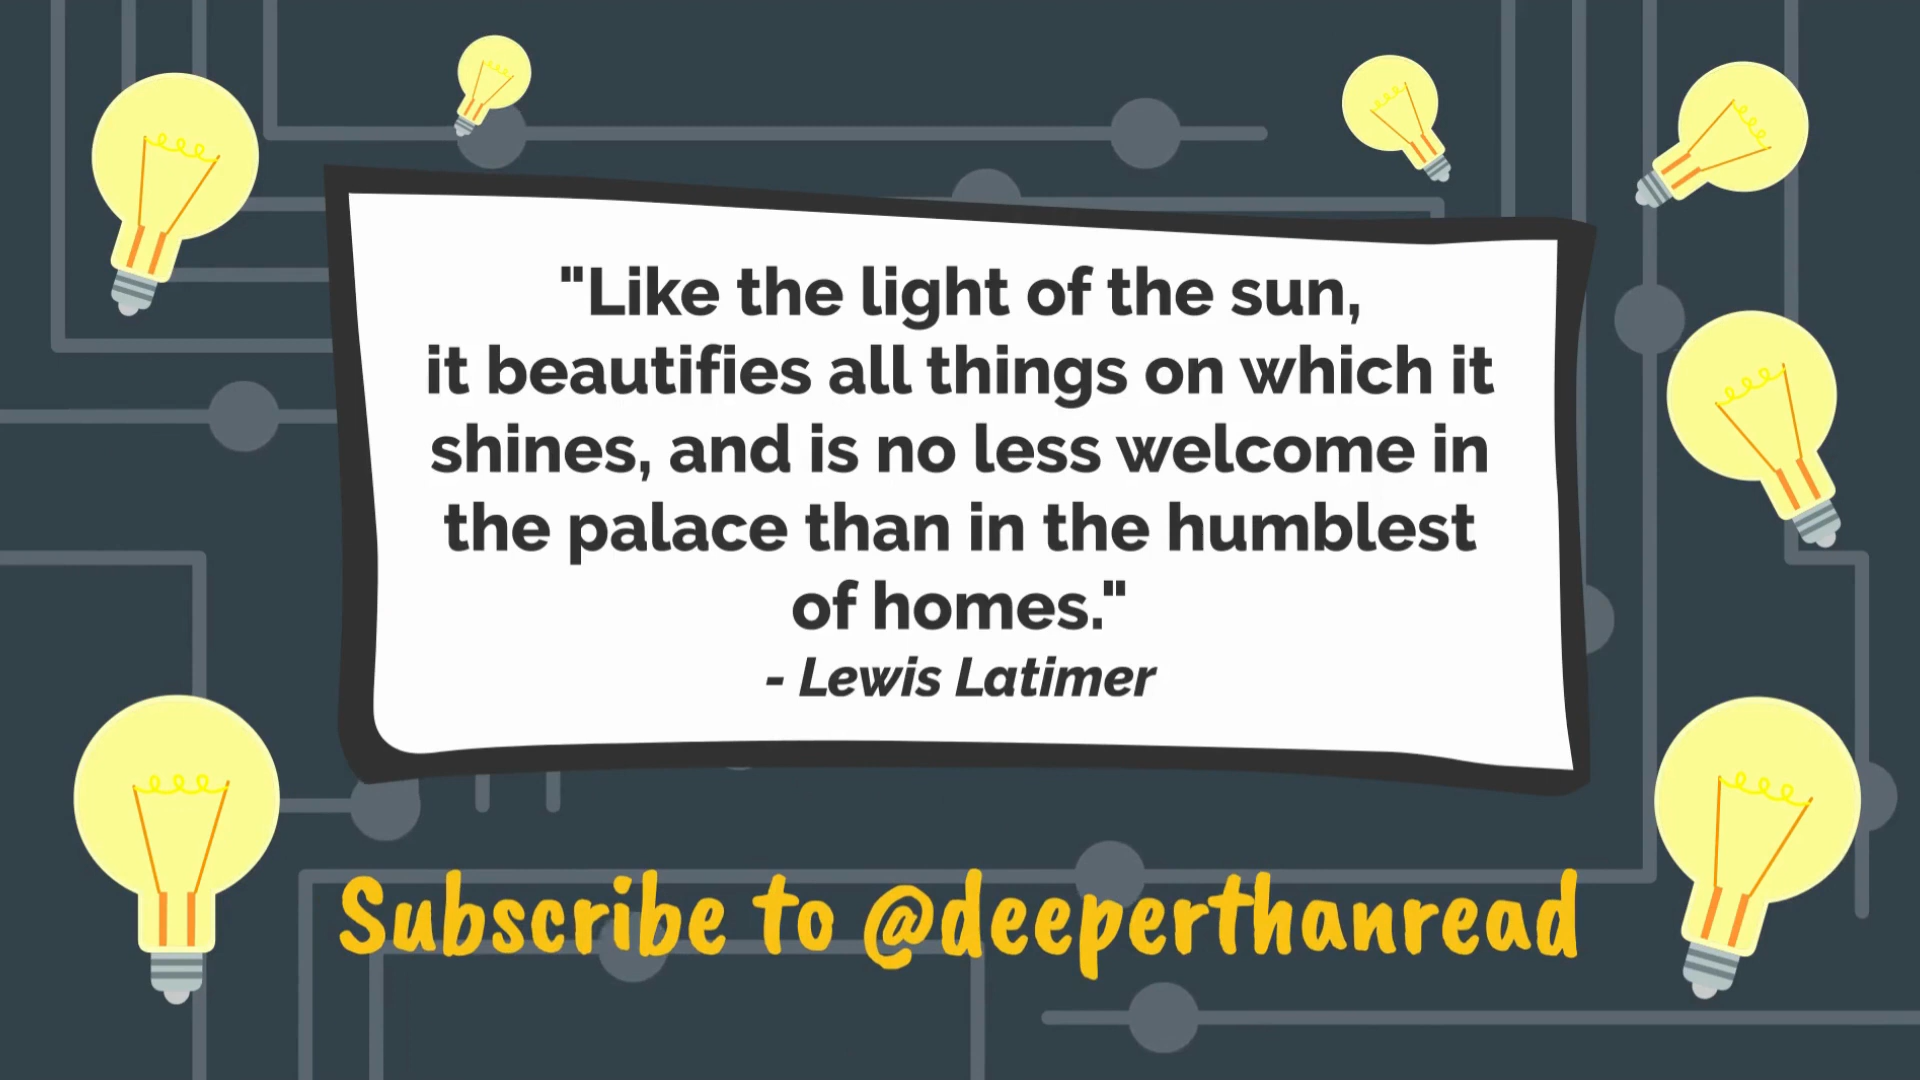 "Like the light of the sun,
it beautifies all things on which it
shines, and is no less welcome in
the palace than in the humblest
of homes."
- Lewis Latimer
Subscribe to @deeperthanread